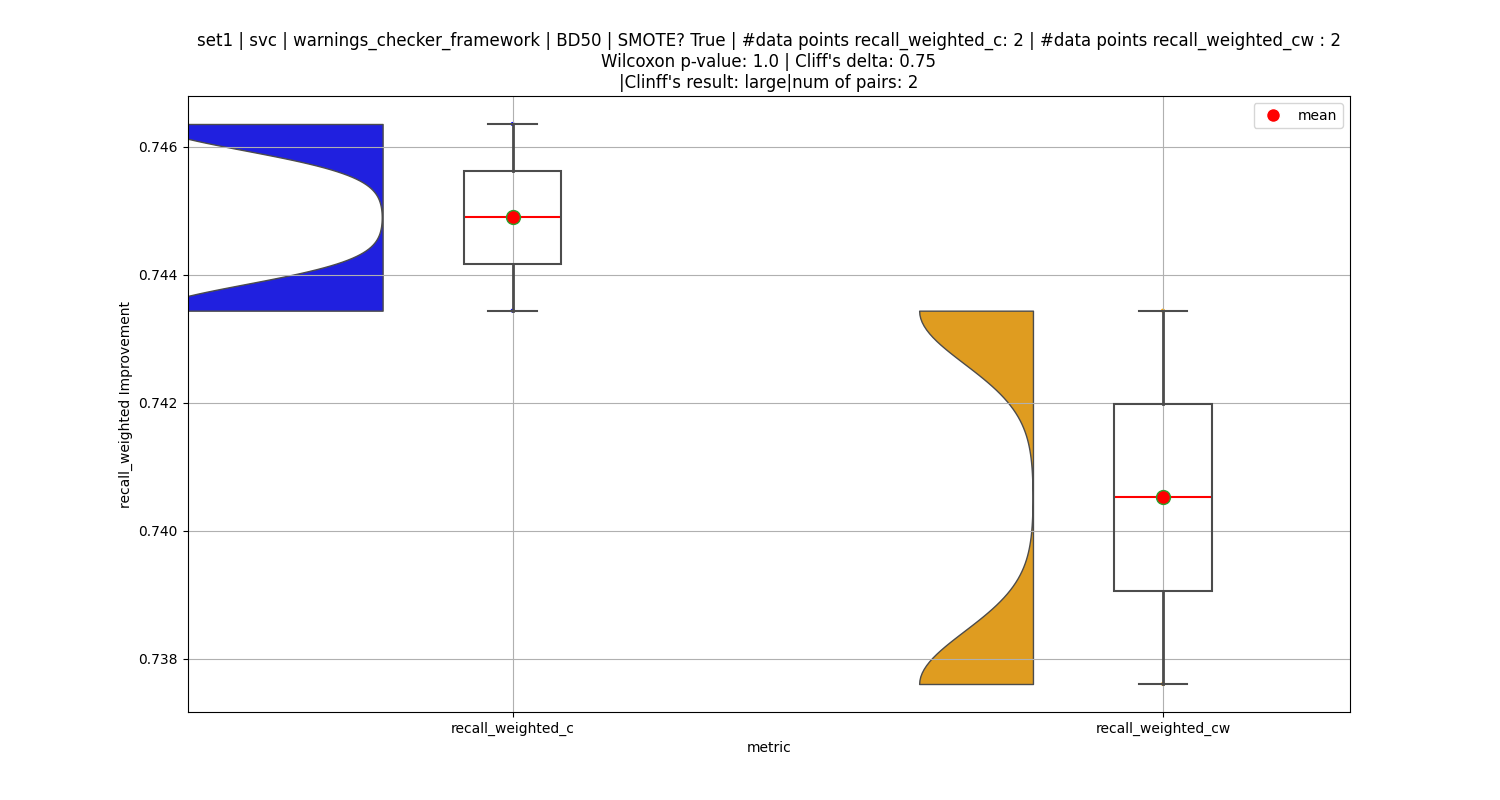 set1 | svc | warnings_checker_framework | BD50 | SMOTE? True | #data points recall_weighted_c: 2 | #data points recall_weighted_cw : 2
Wilcoxon p-value: 1.0 | Cliff's delta: 0.75
|Clinff's result: large|num of pairs: 2
mean
0.746
0.744
0.742
0.740
0.738
recall_weighted Improvement
recall_weighted_c
recall_weighted_cw
metric